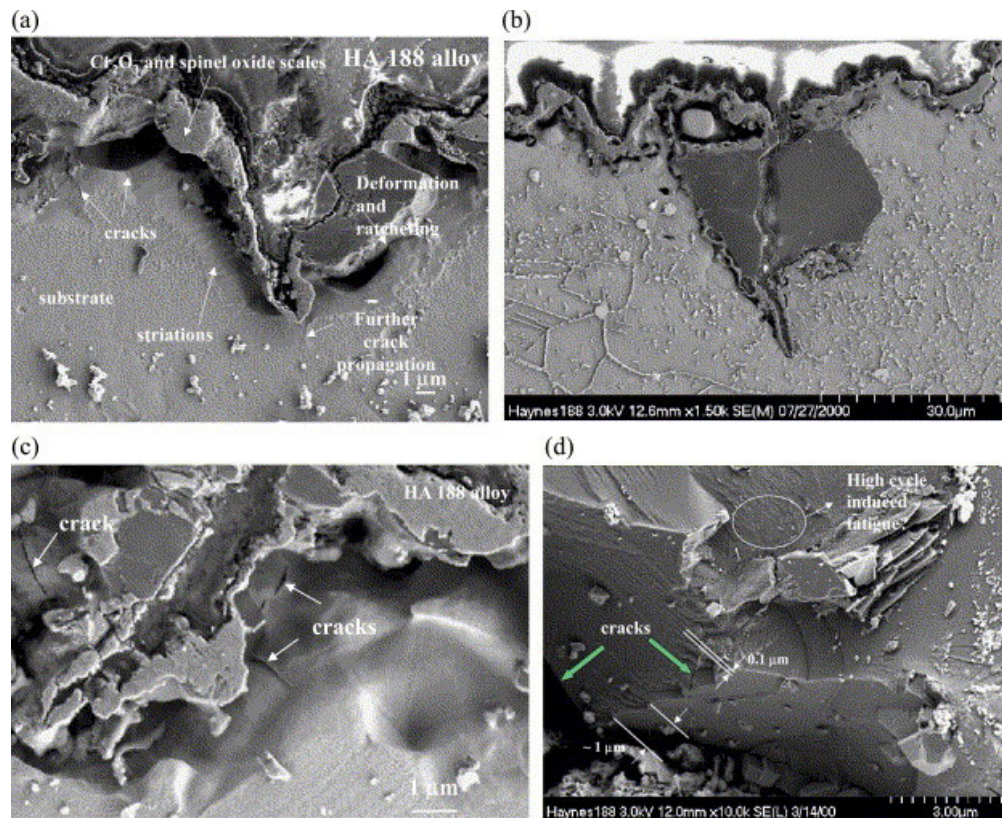 (a)
Cr₂O₃ and spinel oxide scales
HA 188 alloy
Deformation
and
ratcheting
cracks
substrate
striations
Further
crack
propagation
1 µm
(b)
Haynes188 3.0kV 12.6mm x1.50k SE(M) 07/27/2000
30.0µm
(c)
HA 188 alloy
crack
cracks
1 µm
(d)
High cycle
induced
fatigue?
cracks
0.1 µm
~ 1 µm
Haynes188 3.0kV 12.0mm x10.0k SE(L) 3/14/00
3.00µm